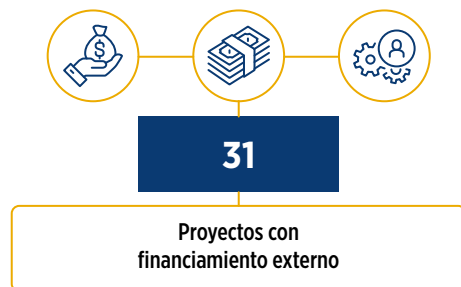 31
Proyectos con
financiamiento externo